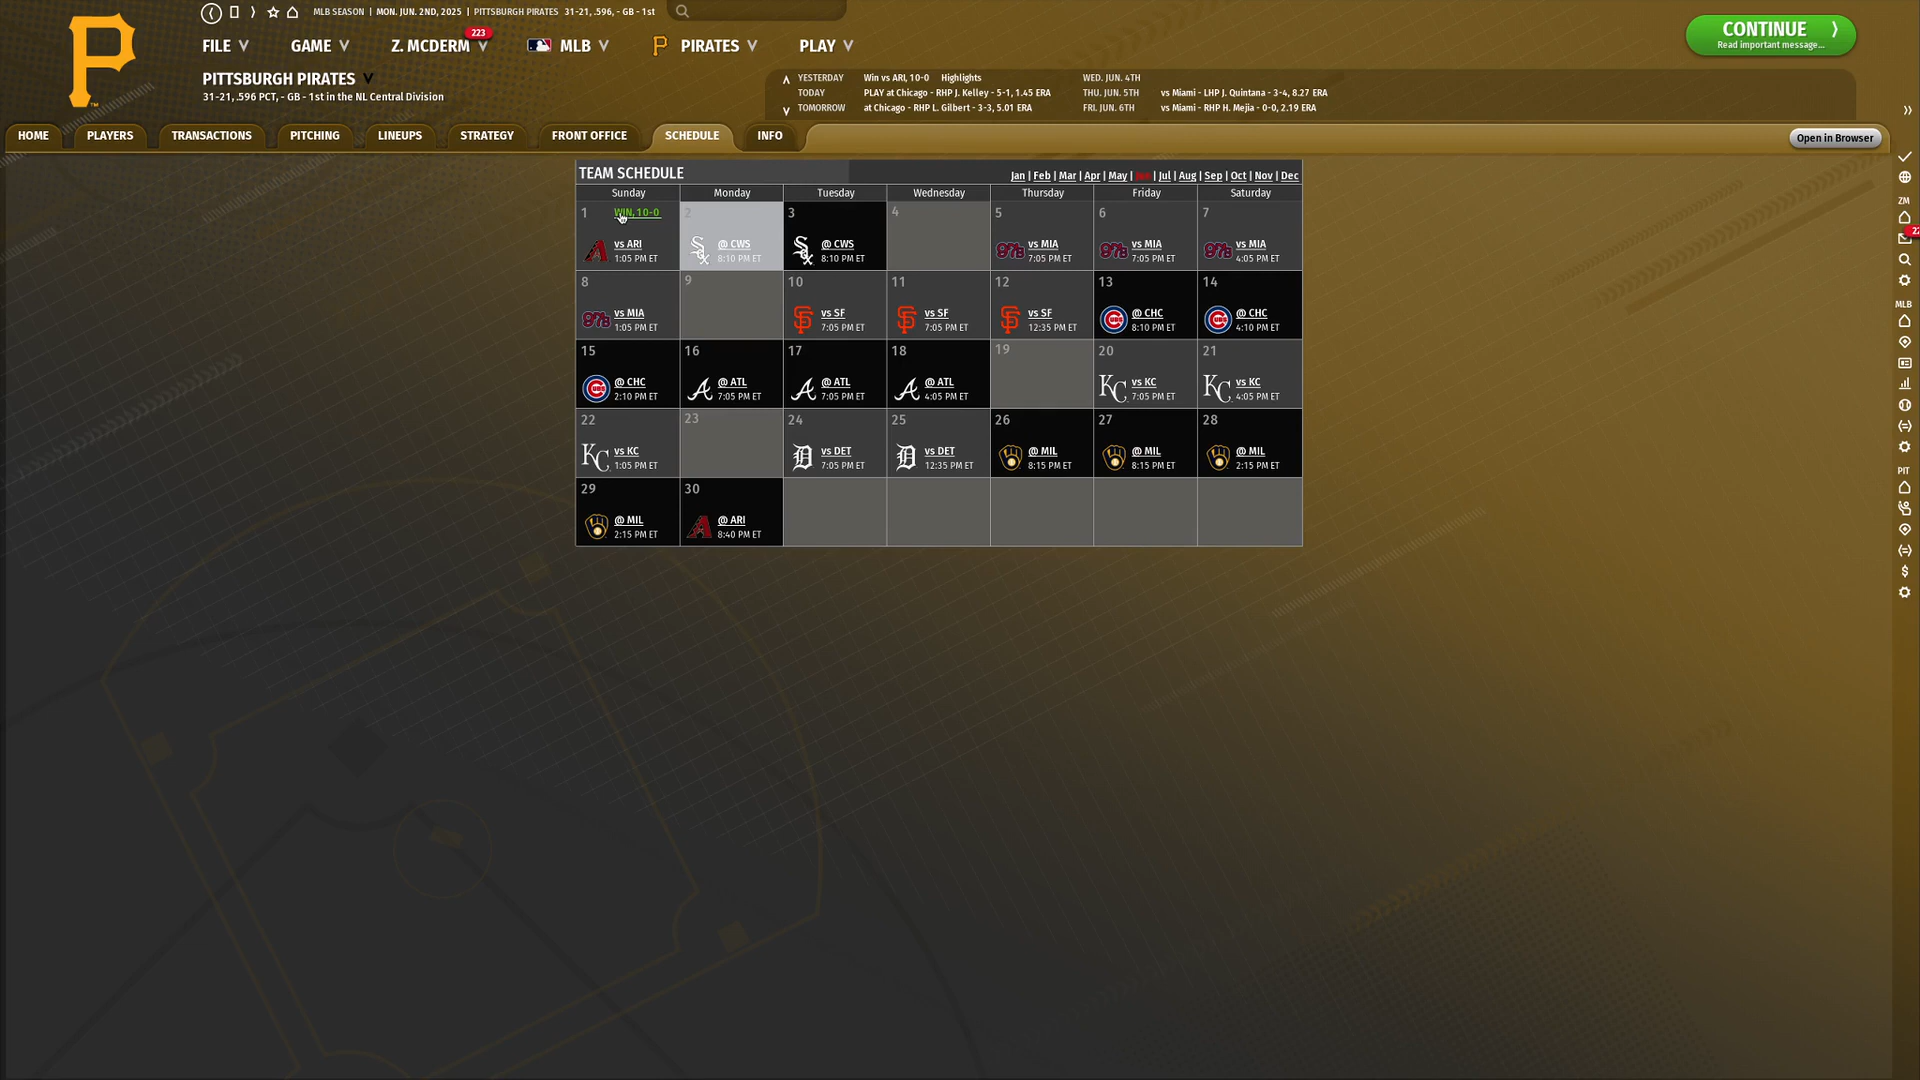 MLB SEASON | MON. JUN. 2ND, 2025 | PITTSBURGH PIRATES 31-21, .596, - GB - 1st
FILE GAME Z. MCDERM 223 MLB PIRATES PLAY
CONTINUE
Read important message...
PITTSBURGH PIRATES
31-21, .596 PCT, - GB - 1st in the NL Central Division
YESTERDAY Win vs ARI, 10-0 Highlights WED. JUN. 4TH
TODAY PLAY at Chicago - RHP J. Kelley - 5-1, 1.45 ERA THU. JUN. 5TH vs Miami - LHP J. Quintana - 3-4, 8.27 ERA
TOMORROW at Chicago - RHP L. Gilbert - 3-3, 5.01 ERA FRI. JUN. 6TH vs Miami - RHP H. Mejia - 0-0, 2.19 ERA
HOME PLAYERS TRANSACTIONS PITCHING LINEUPS STRATEGY FRONT OFFICE SCHEDULE INFO Open in Browser
TEAM SCHEDULE Jan | Feb | Mar | Apr | May | Jun | Jul | Aug | Sep | Oct | Nov | Dec
Sunday Monday Tuesday Wednesday Thursday Friday Saturday
1 WIN, 10-0 2 3 4 5 6 7
vs ARI @ CWS @ CWS vs MIA vs MIA vs MIA
1:05 PM ET 8:10 PM ET 8:10 PM ET 7:05 PM ET 7:05 PM ET 4:05 PM ET
8 9 10 11 12 13 14
vs MIA vs SF vs SF vs SF @ CHC @ CHC
1:05 PM ET 7:05 PM ET 7:05 PM ET 12:35 PM ET 8:10 PM ET 4:10 PM ET
15 16 17 18 19 20 21
@ CHC @ ATL @ ATL @ ATL vs KC vs KC
2:10 PM ET 7:05 PM ET 7:05 PM ET 4:05 PM ET 7:05 PM ET 4:05 PM ET
22 23 24 25 26 27 28
vs KC vs DET vs DET @ MIL @ MIL @ MIL
1:05 PM ET 7:05 PM ET 12:35 PM ET 8:15 PM ET 8:15 PM ET 2:15 PM ET
29 30
@ MIL @ ARI
2:15 PM ET 8:40 PM ET
ZM
22
MLB
PIT